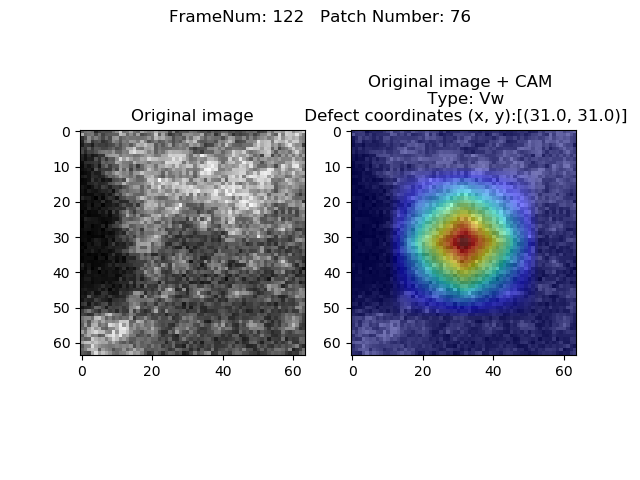 FrameNum: 122   Patch Number: 76
Original image
0
10
20
30
40
50
60
0 20 40 60
Original image + CAM
Type: Vw
Defect coordinates (x, y):[(31.0, 31.0)]
0
10
20
30
40
50
60
0 20 40 60